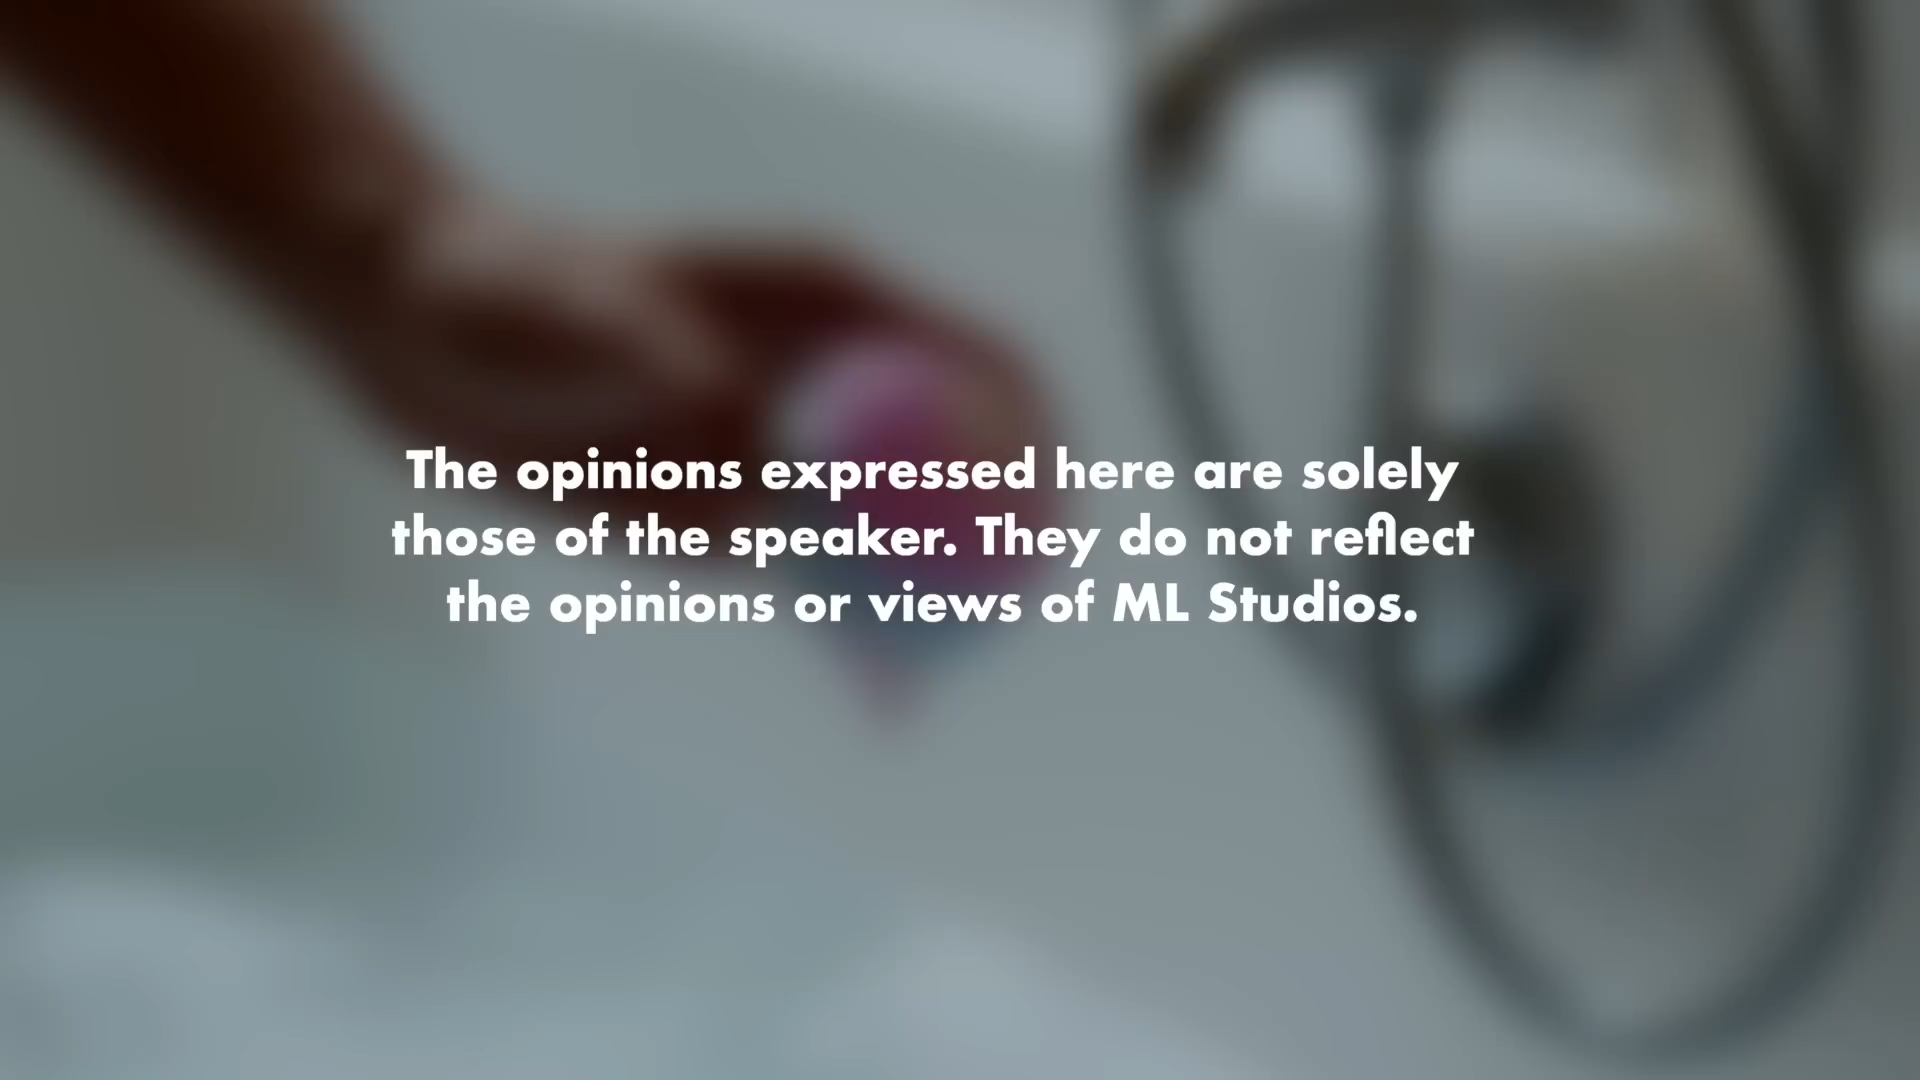 The opinions expressed here are solely
those of the speaker. They do not reflect
the opinions or views of ML Studios.